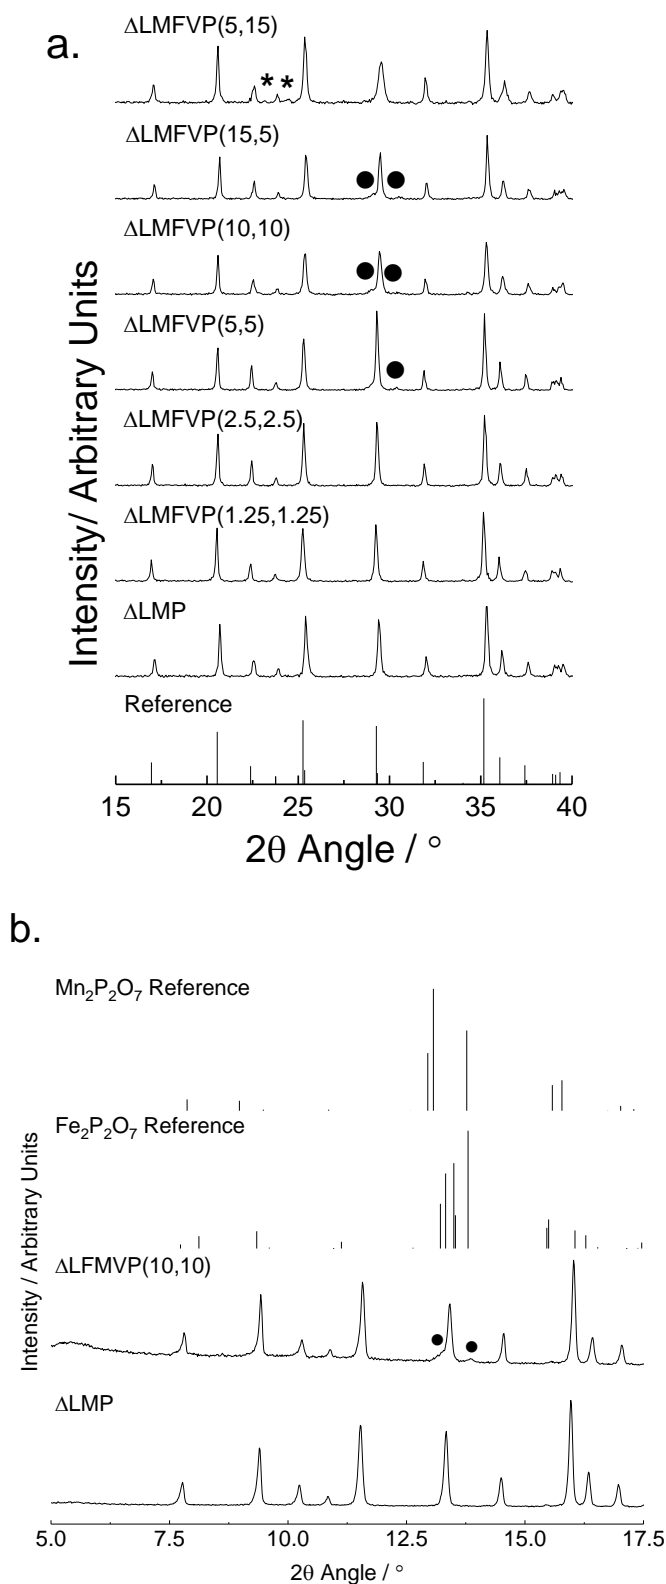 a.
ΔLMFVP(5,15)
* *
ΔLMFVP(15,5)
ΔLMFVP(10,10)
ΔLMFVP(5,5)
ΔLMFVP(2.5,2.5)
ΔLMFVP(1.25,1.25)
ΔLMP
Reference
Intensity/ Arbitrary Units
15 20 25 30 35 40
2θ Angle / °
b.
Mn₂P₂O₇ Reference
Fe₂P₂O₇ Reference
ΔLFMVP(10,10)
ΔLMP
Intensity / Arbitrary Units
5.0 7.5 10.0 12.5 15.0 17.5
2θ Angle / °